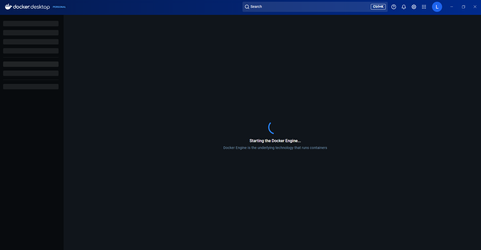 docker.desktop PERSONAL
Search
Ctrl+K
L
Starting the Docker Engine...
Docker Engine is the underlying technology that runs containers